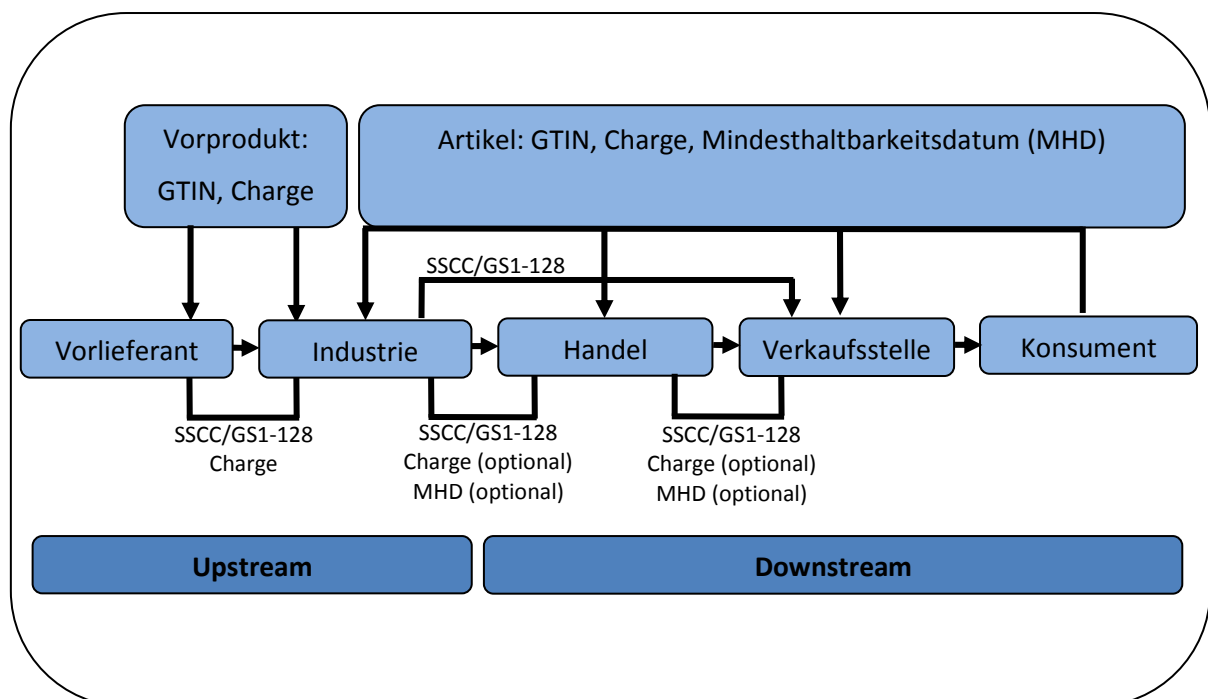 Vorprodukt:
GTIN, Charge
Artikel: GTIN, Charge, Mindesthaltbarkeitsdatum (MHD)
SSCC/GS1-128
Vorlieferant
Industrie
Handel
Verkaufsstelle
Konsument
SSCC/GS1-128
Charge
SSCC/GS1-128
Charge (optional)
MHD (optional)
SSCC/GS1-128
Charge (optional)
MHD (optional)
Upstream
Downstream